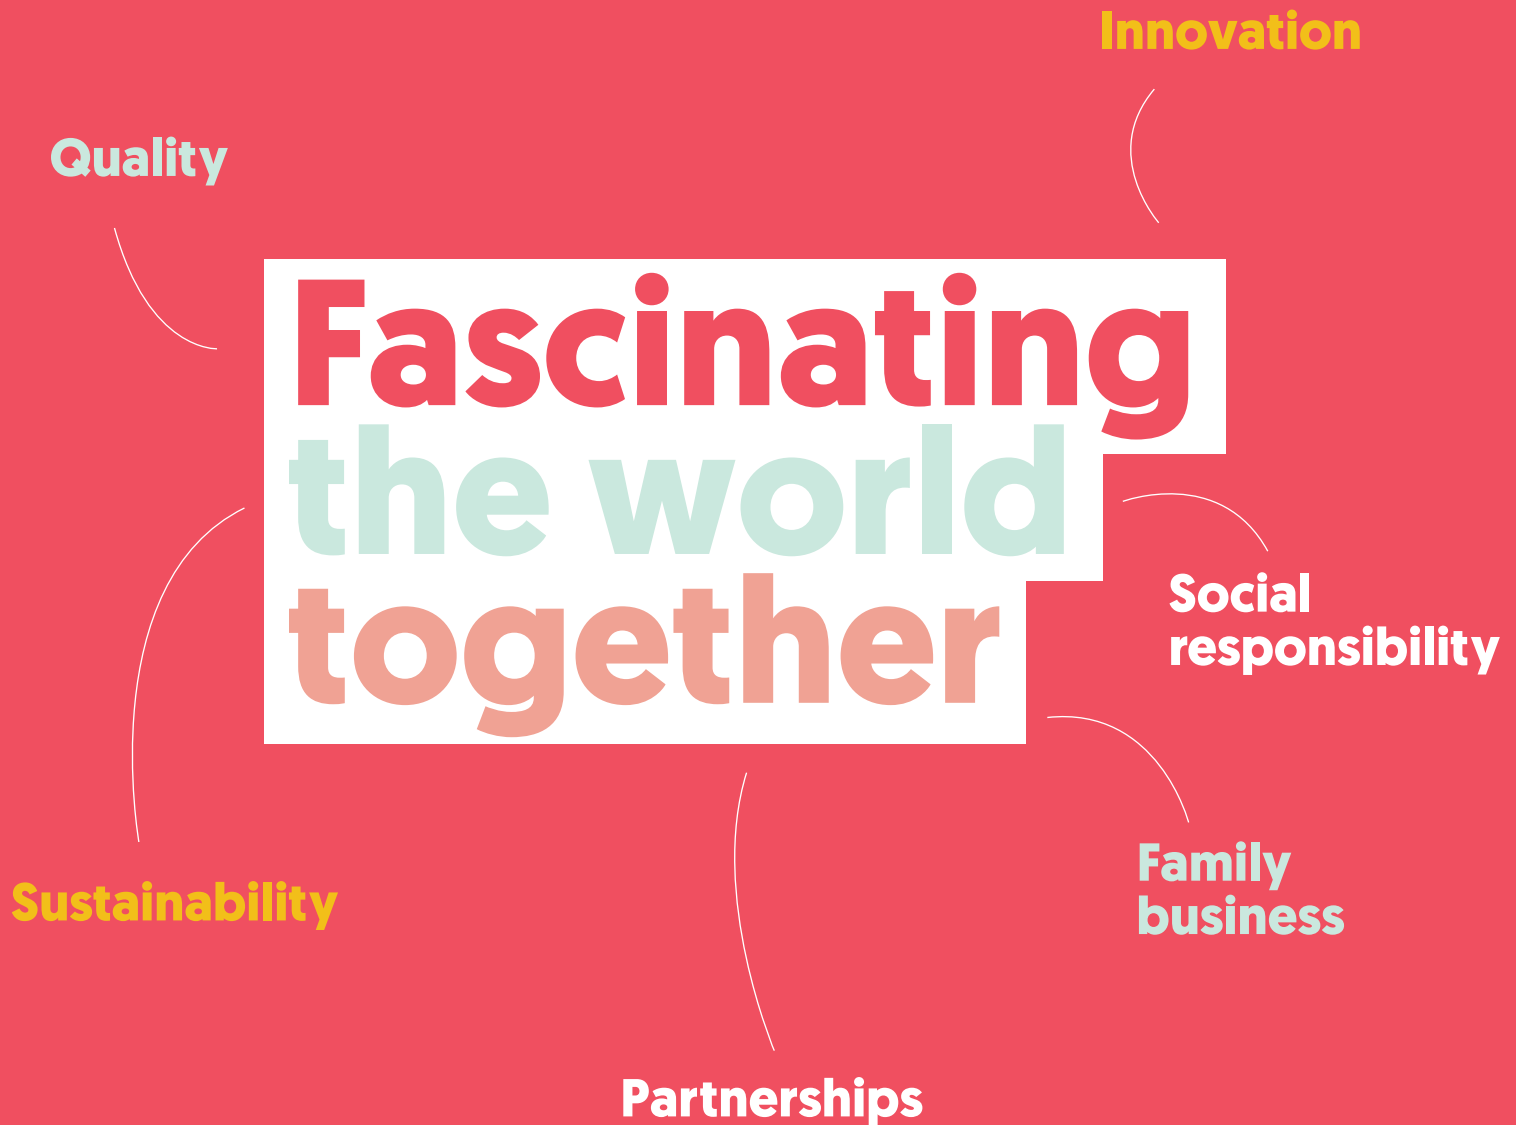 Innovation
Quality
Fascinating
the world
together
Social
responsibility
Family
business
Sustainability
Partnerships